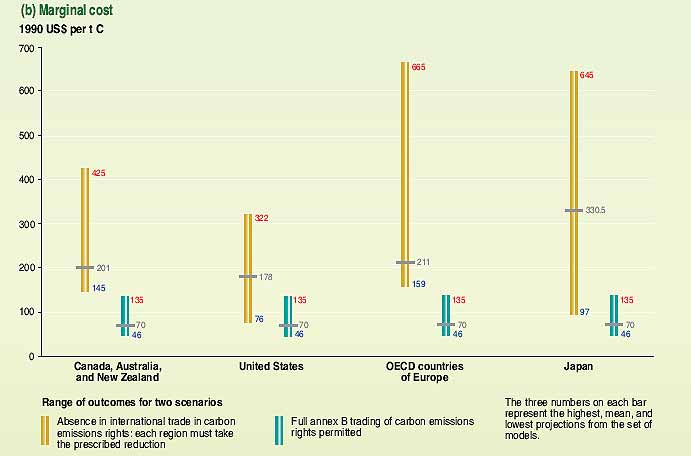 (b) Marginal cost
1990 US$ per t C
700
600
500
400
300
200
100
0
425
201
145
135
70
46
322
178
76
135
70
46
665
211
159
135
70
46
645
330.5
97
135
70
46
Canada, Australia,
and New Zealand
United States
OECD countries
of Europe
Japan
Range of outcomes for two scenarios
Absence in international trade in carbon
emissions rights: each region must take
the prescribed reduction
Full annex B trading of carbon emissions
rights permitted
The three numbers on each bar
represent the highest, mean, and
lowest projections from the set of
models.